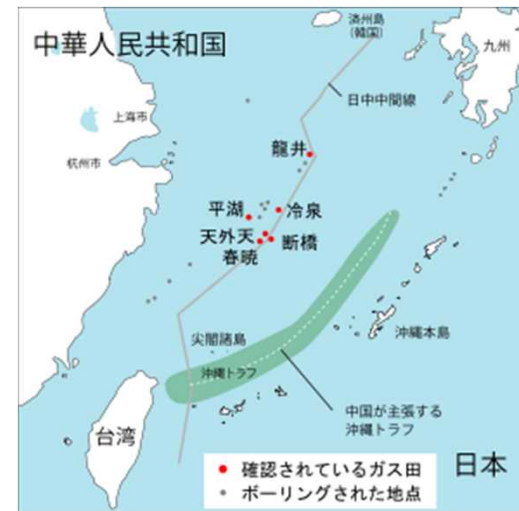 済州島
(韓国)
中華人民共和国
九州
日中中間線
上海市
龍井
杭州市
平湖
冷泉
天外天
断橋
春暁
尖閣諸島
沖縄本島
沖縄トラフ
中国が主張する
沖縄トラフ
台湾
日本
確認されているガス田
ボーリングされた地点